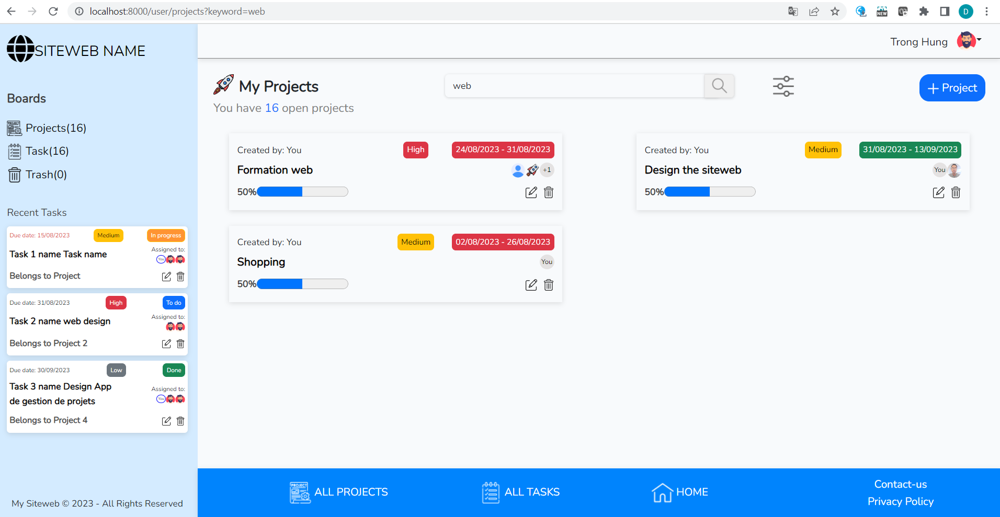 localhost:8000/user/projects?keyword=web
NEW
D
SITEWEB NAME
Trong Hung
Boards
Projects(16)
Task(16)
Trash(0)
Recent Tasks
Due date: 15/08/2023 Medium In progress
Assigned to:
Task 1 name Task name
You
Belongs to Project
Due date: 31/08/2023 High To do
Assigned to:
Task 2 name web design
Belongs to Project 2
Due date: 30/09/2023 Low Done
Task 3 name Design App
Assigned to:
de gestion de projets
You
Belongs to Project 4
My Siteweb © 2023 - All Rights Reserved
My Projects
web
Project
You have 16 open projects
Created by: You High 24/08/2023 - 31/08/2023
Formation web
+1
50%
Created by: You Medium 31/08/2023 - 13/09/2023
Design the siteweb
You
50%
Created by: You Medium 02/08/2023 - 26/08/2023
Shopping
You
50%
PROJECT ALL PROJECTS
ALL TASKS
HOME
Contact-us
Privacy Policy